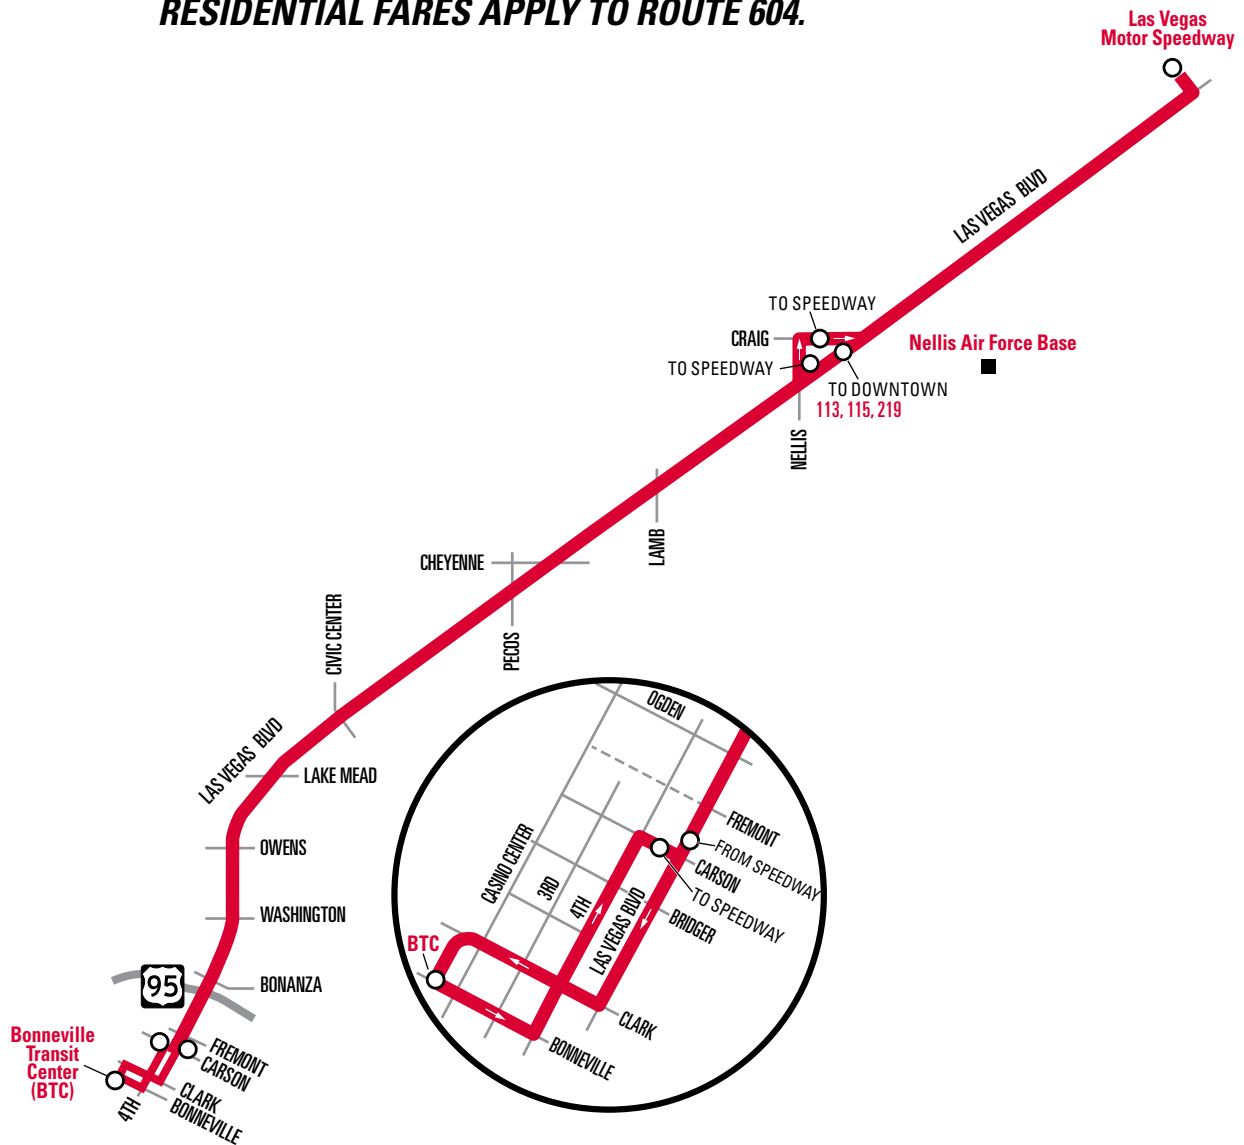 RESIDENTIAL FARES APPLY TO ROUTE 604.
Las Vegas
Motor Speedway
LAS VEGAS BLVD
TO SPEEDWAY
CRAIG
Nellis Air Force Base
TO SPEEDWAY
TO DOWNTOWN
113, 115, 219
NELLIS
LAMB
CHEYENNE
PECOS
CIVIC CENTER
LAS VEGAS BLVD
LAKE MEAD
OWENS
WASHINGTON
BONANZA
95
FREMONT
CARSON
Bonneville
Transit
Center
(BTC)
CLARK
BONNEVILLE
4TH
OGDEN
FREMONT
FROM SPEEDWAY
CARSON
TO SPEEDWAY
CASINO CENTER
3RD
4TH
LAS VEGAS BLVD
BRIDGER
BTC
CLARK
BONNEVILLE